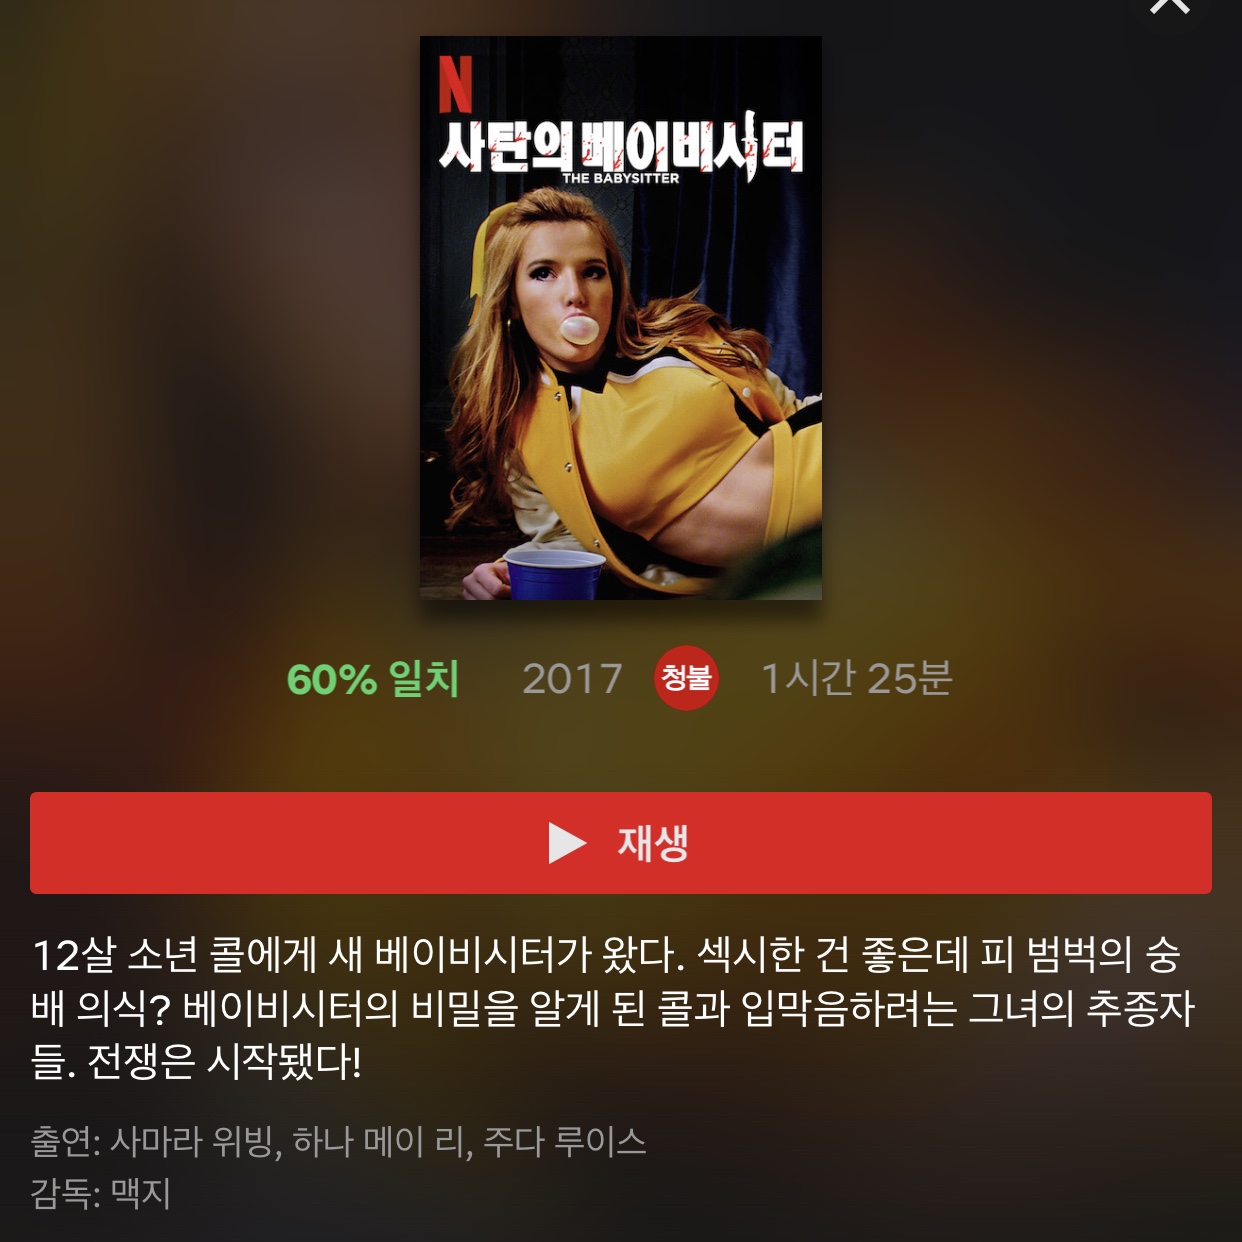 N
사탄의 베이비시터
THE BABYSITTER
60% 일치 2017 청불 1시간 25분
재생
12살 소년 콜에게 새 베이비시터가 왔다. 섹시한 건 좋은데 피 범벅의 숭
배 의식? 베이비시터의 비밀을 알게 된 콜과 입막음하려는 그녀의 추종자
들. 전쟁은 시작됐다!
출연: 사마라 위빙, 하나 메이 리, 주다 루이스
감독: 맥지